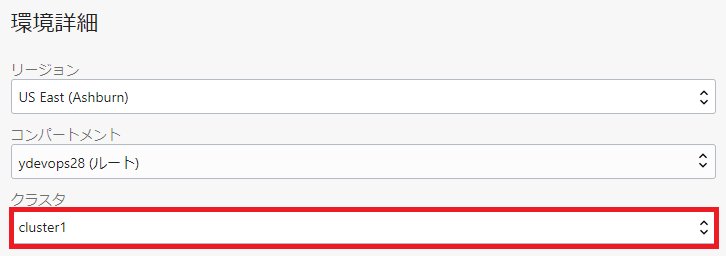 環境詳細
リージョン
US East (Ashburn)
コンパートメント
ydevops28 (ルート)
クラスタ
cluster1